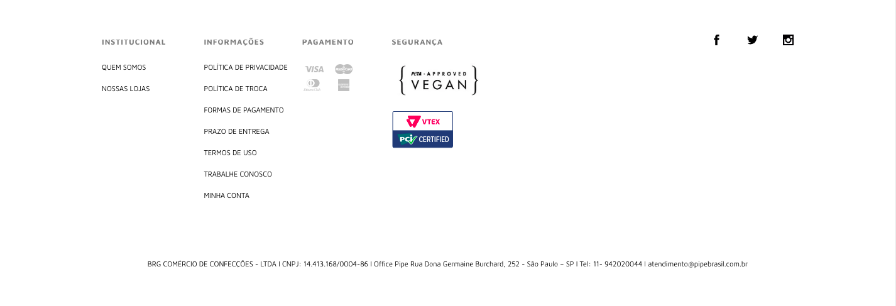 INSTITUCIONAL
QUEM SOMOS
NOSSAS LOJAS
INFORMAÇÕES
POLÍTICA DE PRIVACIDADE
POLÍTICA DE TROCA
FORMAS DE PAGAMENTO
PRAZO DE ENTREGA
TERMOS DE USO
TRABALHE CONOSCO
MINHA CONTA
PAGAMENTO
VISA
SEGURANÇA
PETA - APPROVED
VEGAN
VTEX
PCI CERTIFIED
BRG COMERCIO DE CONFECÇÕES - LTDA | CNPJ: 14.413.168/0004-86 | Office Pipe Rua Dona Germaine Burchard, 252 - São Paulo – SP | Tel: 11- 942020044 | atendimento@pipebrasil.com.br